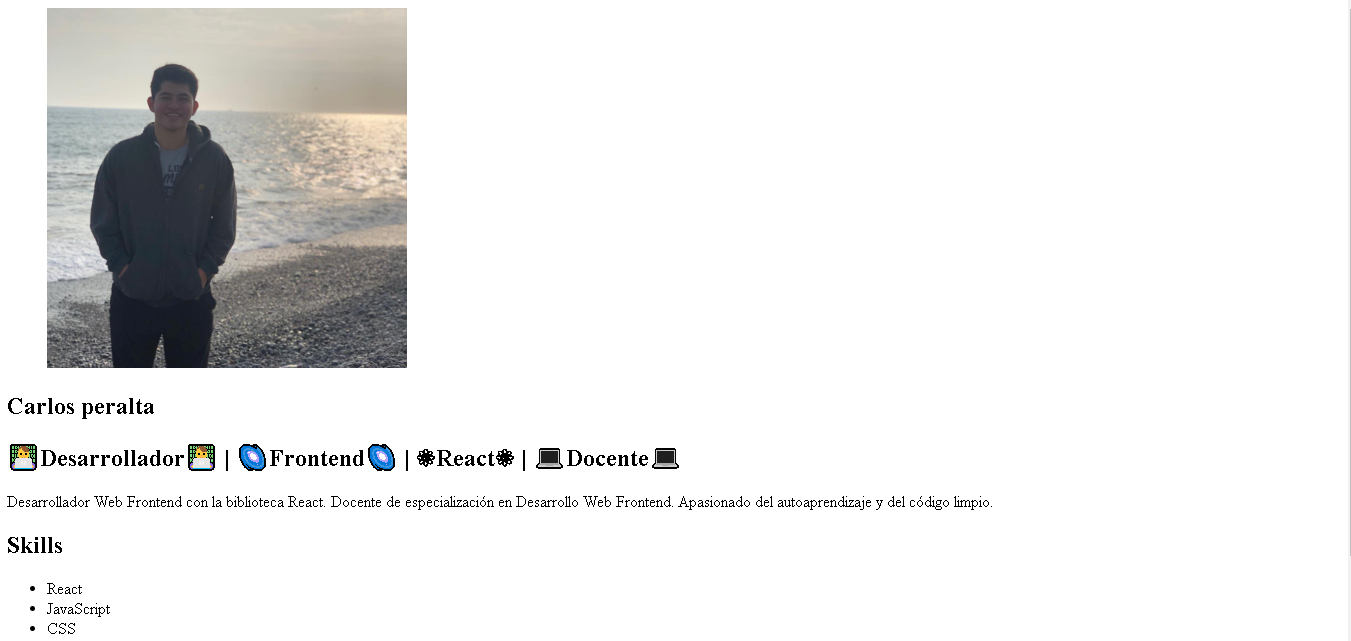 Carlos peralta
👨‍💻Desarrollador👨‍💻 | 🌀Frontend🌀 | ⚛React⚛ | 💻Docente💻
Desarrollador Web Frontend con la biblioteca React. Docente de especialización en Desarrollo Web Frontend. Apasionado del autoaprendizaje y del código limpio.
Skills
• React
• JavaScript
• CSS